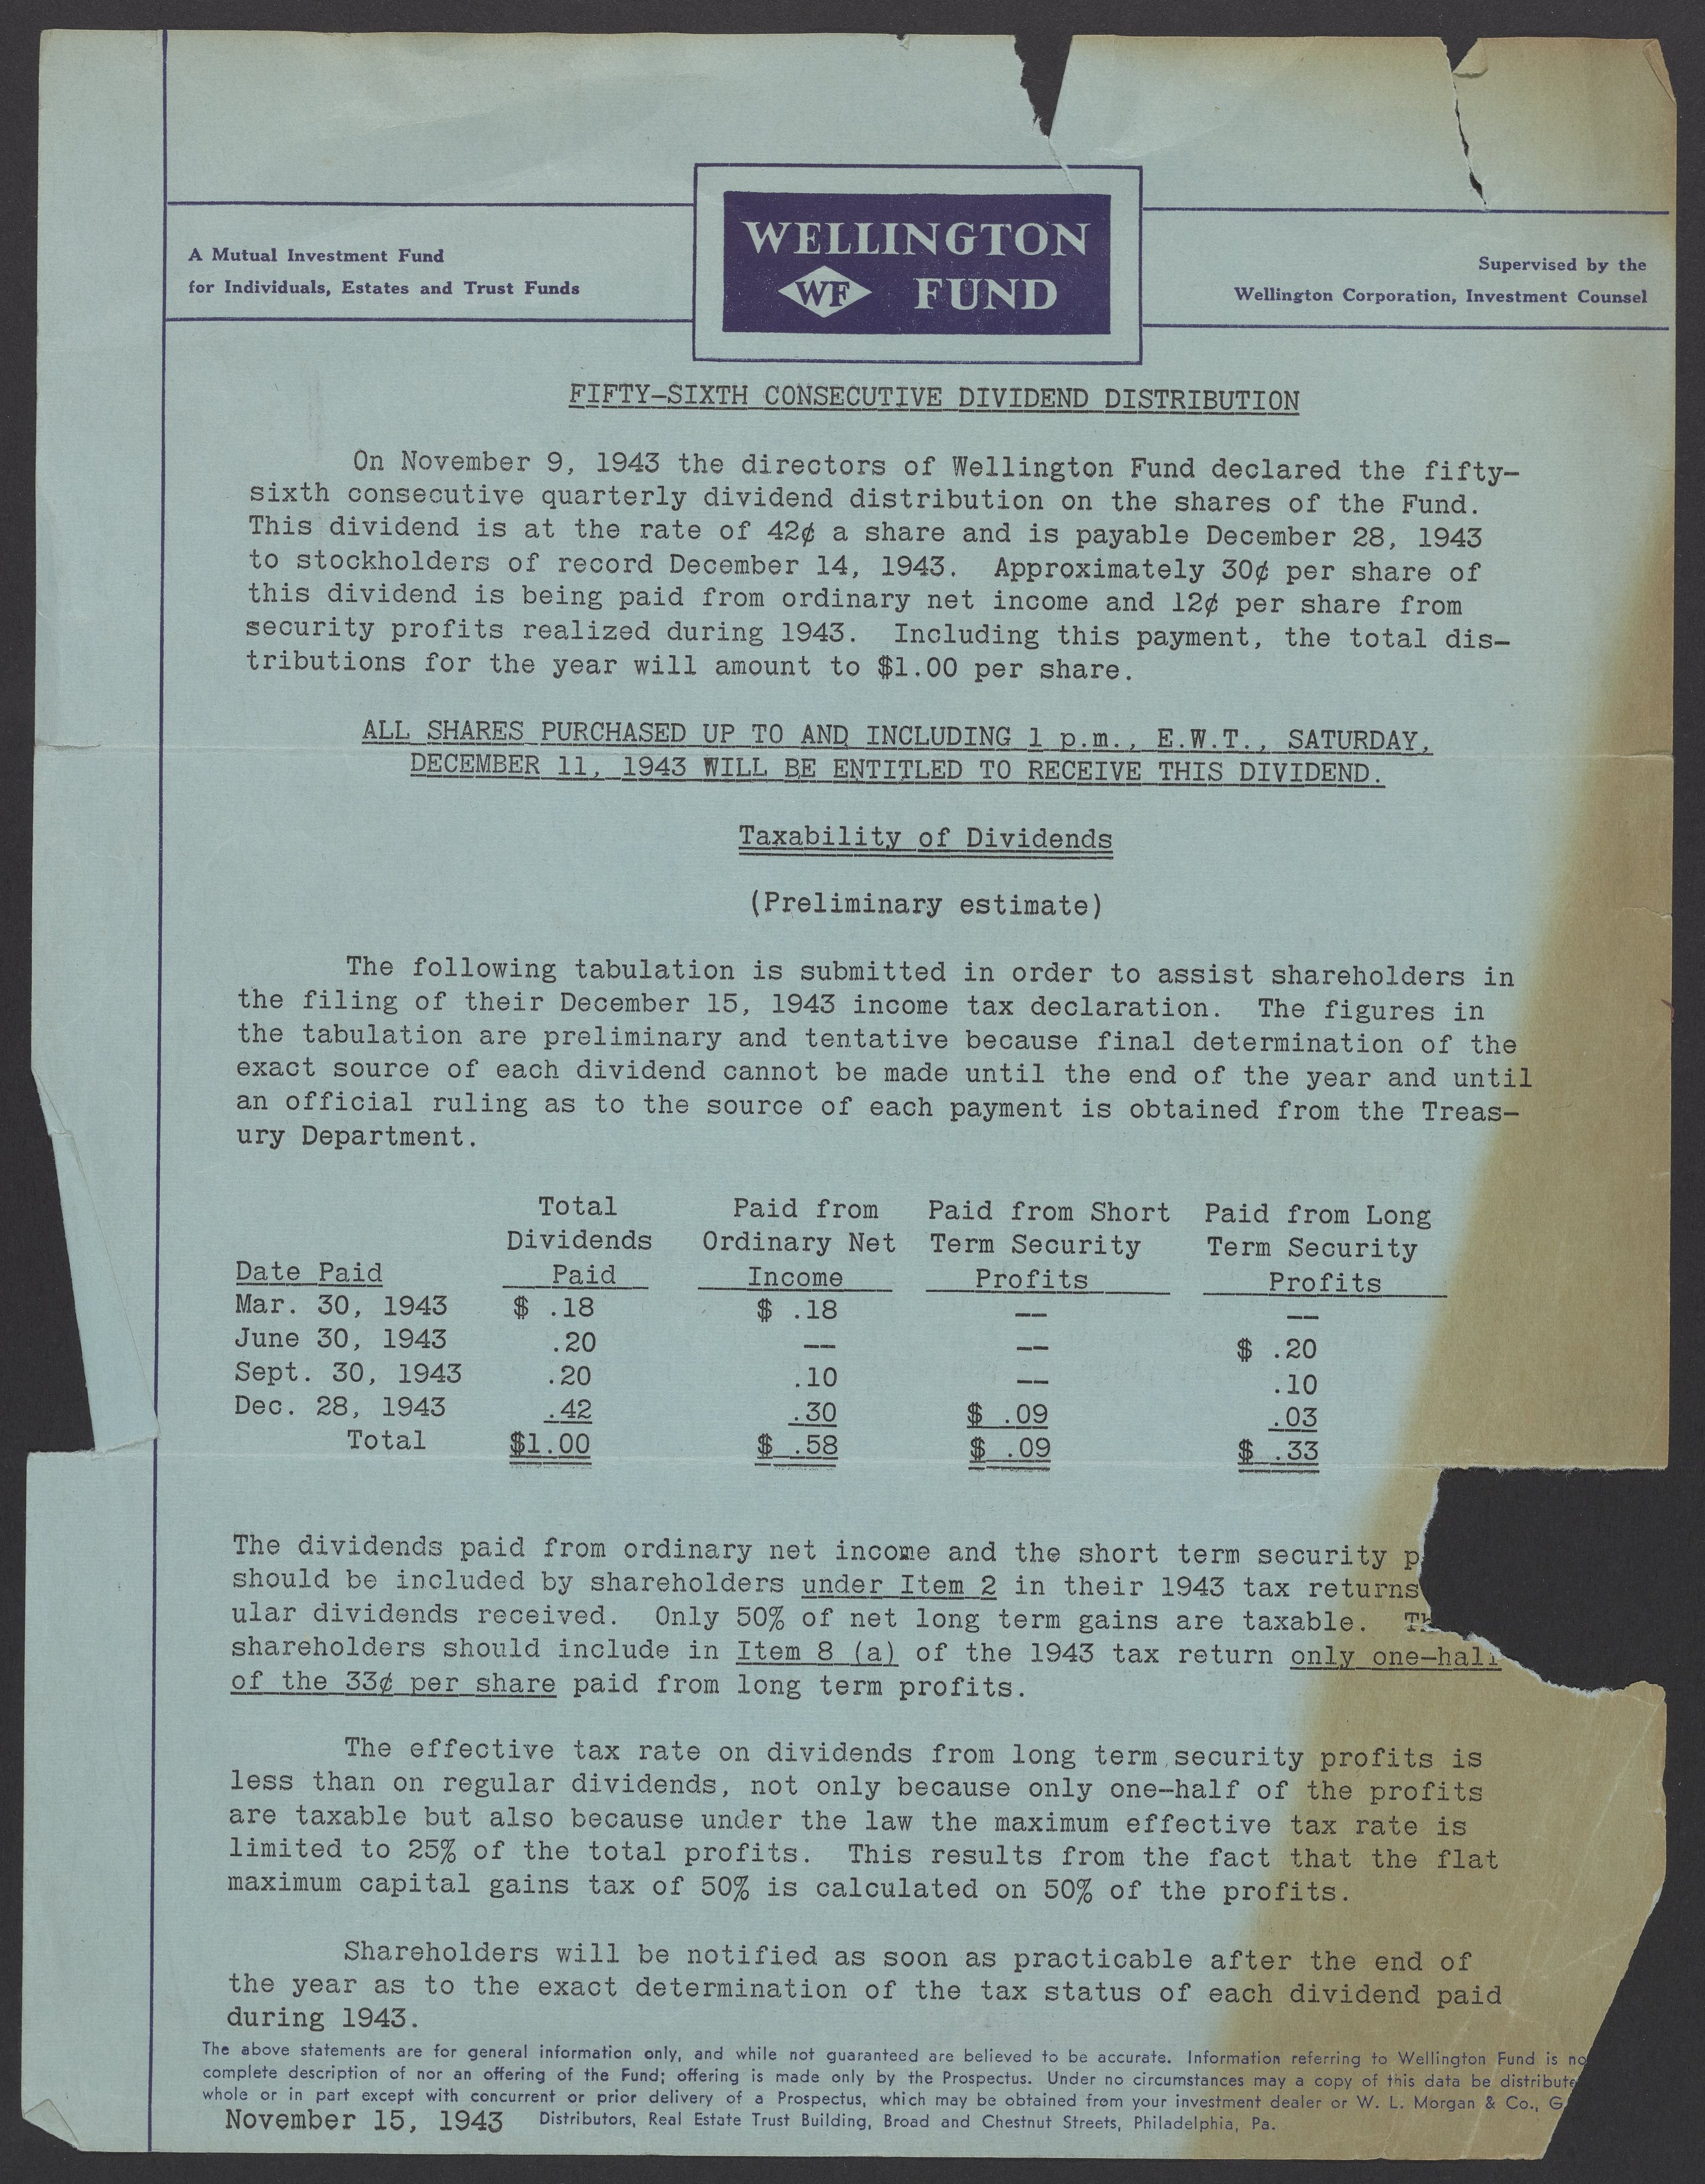 A Mutual Investment Fund
for Individuals, Estates and Trust Funds
WELLINGTON
WF FUND
Supervised by the
Wellington Corporation, Investment Counsel
FIFTY-SIXTH CONSECUTIVE DIVIDEND DISTRIBUTION
On November 9, 1943 the directors of Wellington Fund declared the fifty-
sixth consecutive quarterly dividend distribution on the shares of the Fund.
This dividend is at the rate of 42¢ a share and is payable December 28, 1943
to stockholders of record December 14, 1943. Approximately 30¢ per share of
this dividend is being paid from ordinary net income and 12¢ per share from
security profits realized during 1943. Including this payment, the total dis-
tributions for the year will amount to $1.00 per share.
ALL SHARES PURCHASED UP TO AND INCLUDING 1 p.m., E.W.T., SATURDAY,
DECEMBER 11, 1943 WILL BE ENTITLED TO RECEIVE THIS DIVIDEND.
Taxability of Dividends
(Preliminary estimate)
The following tabulation is submitted in order to assist shareholders in
the filing of their December 15, 1943 income tax declaration. The figures in
the tabulation are preliminary and tentative because final determination of the
exact source of each dividend cannot be made until the end of the year and until
an official ruling as to the source of each payment is obtained from the Treas-
ury Department.
Total Paid from Paid from Short Paid from Long
Dividends Ordinary Net Term Security Term Security
Date Paid Paid Income Profits Profits
Mar. 30, 1943 $ .18 $ .18 -- --
June 30, 1943 .20 -- -- $ .20
Sept. 30, 1943 .20 .10 -- .10
Dec. 28, 1943 .42 .30 $ .09 .03
Total $1.00 $ .58 $ .09 $ .33
The dividends paid from ordinary net income and the short term security p
should be included by shareholders under Item 2 in their 1943 tax returns
ular dividends received. Only 50% of net long term gains are taxable. Th
shareholders should include in Item 8 (a) of the 1943 tax return only one-half
of the 33¢ per share paid from long term profits.
The effective tax rate on dividends from long term security profits is
less than on regular dividends, not only because only one-half of the profits
are taxable but also because under the law the maximum effective tax rate is
limited to 25% of the total profits. This results from the fact that the flat
maximum capital gains tax of 50% is calculated on 50% of the profits.
Shareholders will be notified as soon as practicable after the end of
the year as to the exact determination of the tax status of each dividend paid
during 1943.
The above statements are for general information only, and while not guaranteed are believed to be accurate. Information referring to Wellington Fund is no
complete description of nor an offering of the Fund; offering is made only by the Prospectus. Under no circumstances may a copy of this data be distribute
whole or in part except with concurrent or prior delivery of a Prospectus, which may be obtained from your investment dealer or W. L. Morgan & Co., G
November 15, 1943 Distributors, Real Estate Trust Building, Broad and Chestnut Streets, Philadelphia, Pa.